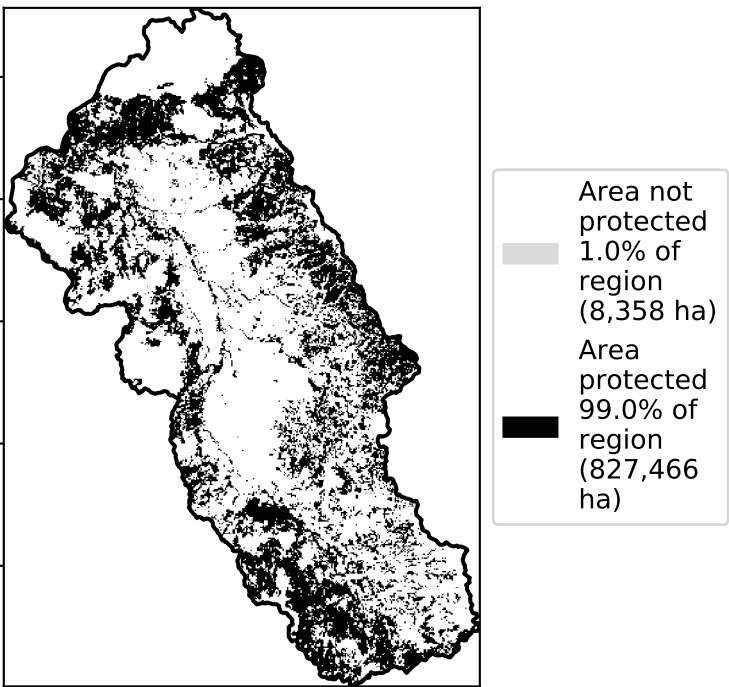 Area not
protected
1.0% of
region
(8,358 ha)
Area
protected
99.0% of
region
(827,466
ha)